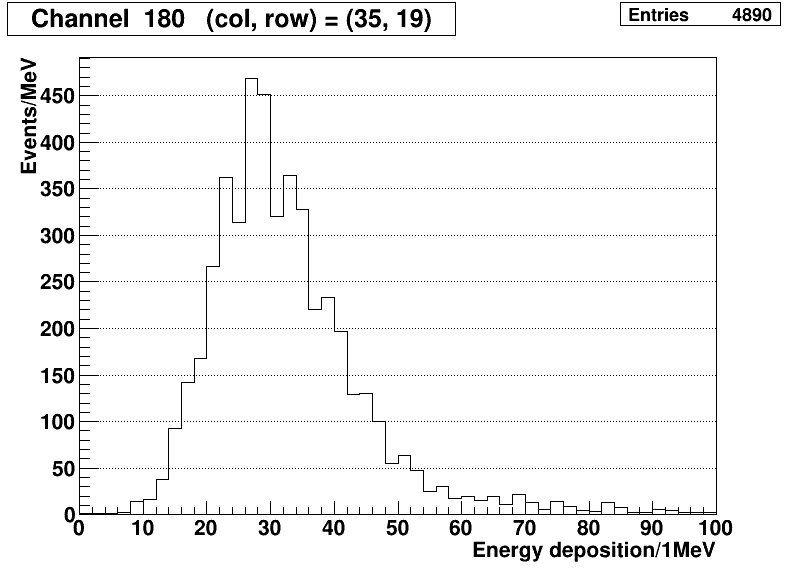 Channel 180 (col, row) = (35, 19)
Entries 4890
Events/MeV
450
400
350
300
250
200
150
100
50
0
0 10 20 30 40 50 60 70 80 90 100
Energy deposition/1MeV